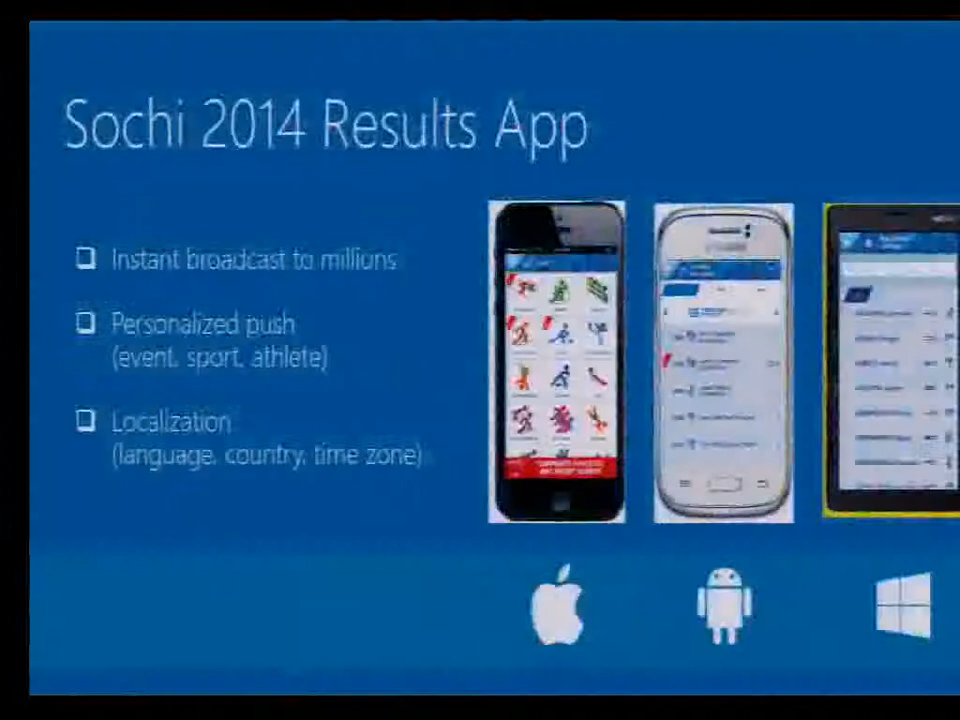 Sochi 2014 Results App
Instant broadcast to millions
Personalized push
(event, sport, athlete)
Localization
(language, country, time zone)